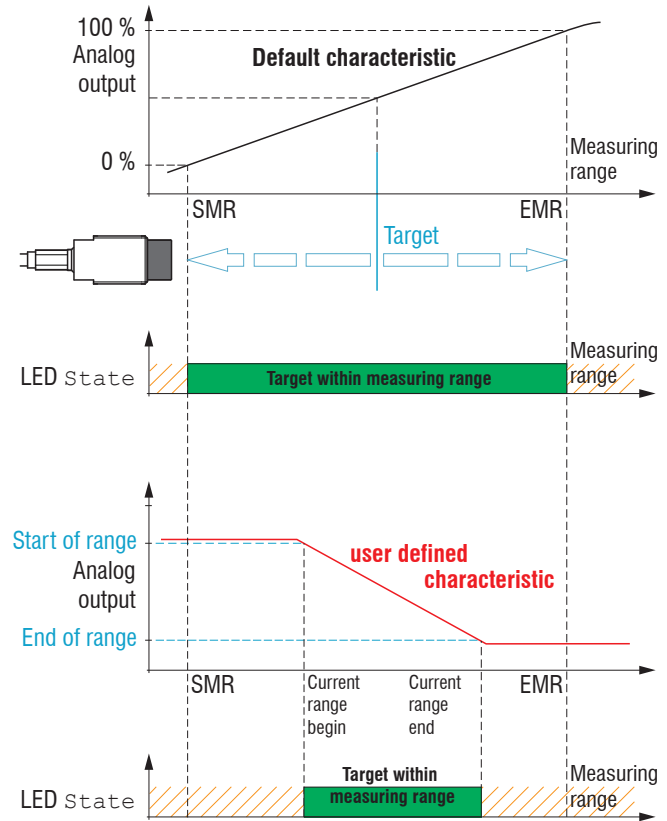 100 %
Analog
output
Default characteristic
0 %
Measuring
range
SMR
EMR
Target
LED State
Target within measuring range
Measuring
range
Start of range
Analog
output
End of range
user defined
characteristic
SMR
Current
range
begin
Current
range
end
EMR
LED State
Target within
measuring range
Measuring
range